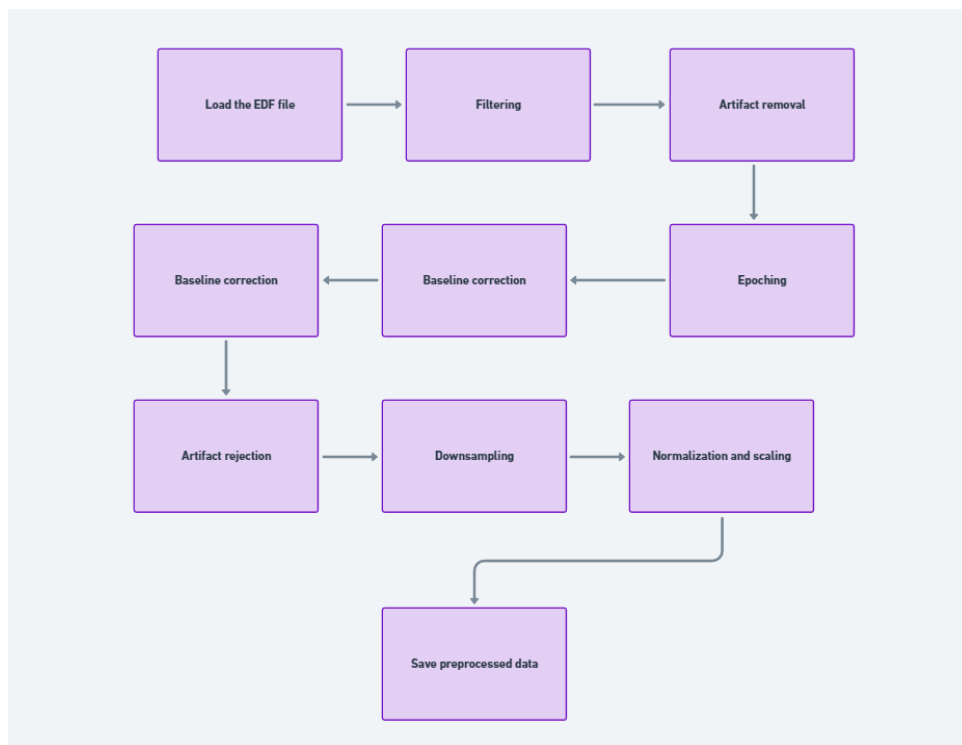 Load the EDF file
Filtering
Artifact removal
Epoching
Baseline correction
Baseline correction
Artifact rejection
Downsampling
Normalization and scaling
Save preprocessed data